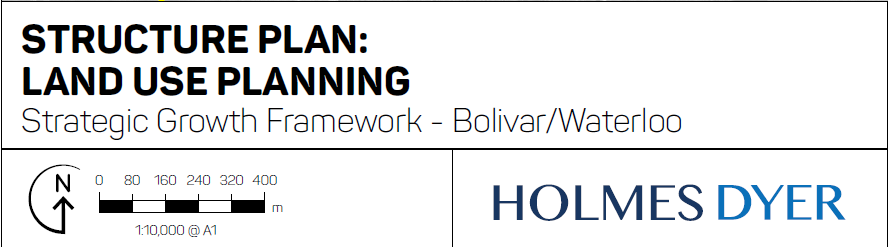 STRUCTURE PLAN:
LAND USE PLANNING
Strategic Growth Framework - Bolivar/Waterloo
N
0 80 160 240 320 400
m
1:10,000 @ A1
HOLMES DYER